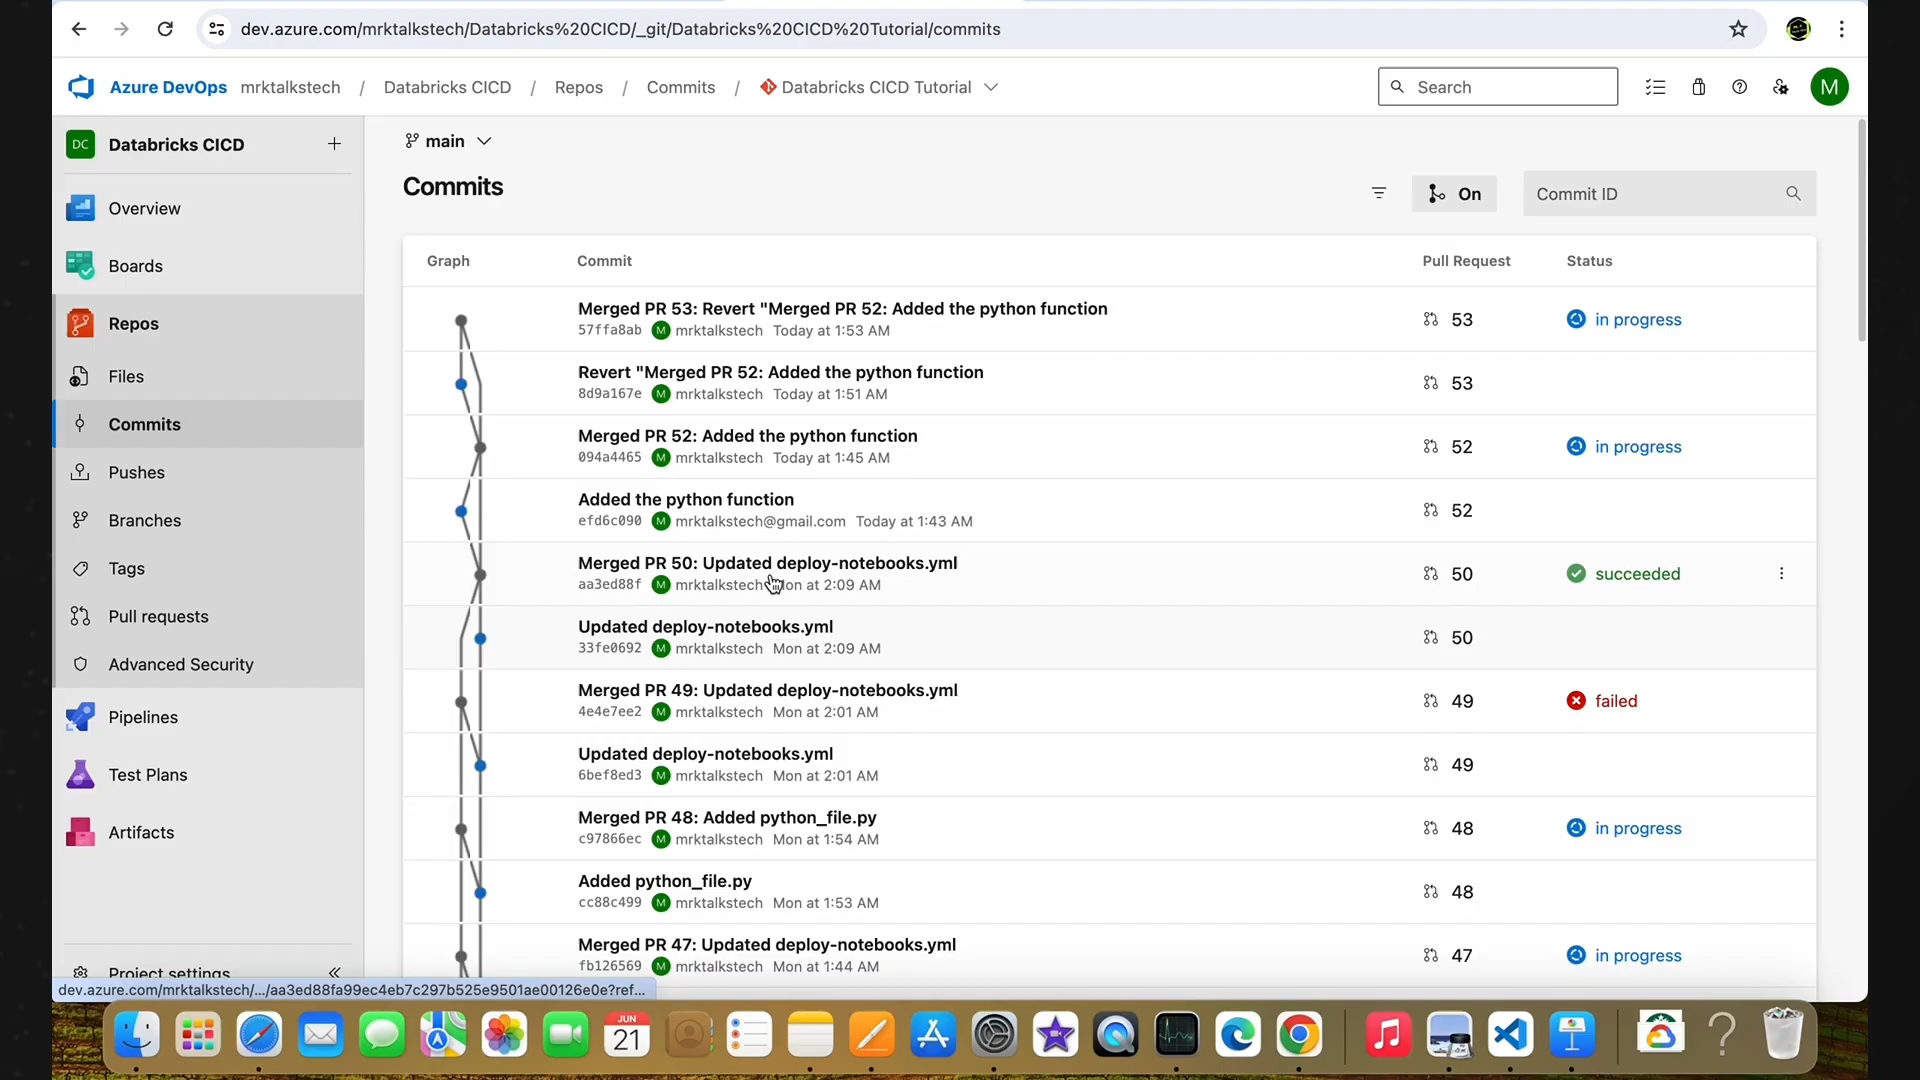 dev.azure.com/mrktalkstech/Databricks%20CICD/_git/Databricks%20CICD%20Tutorial/commits
Azure DevOps mrktalkstech / Databricks CICD / Repos / Commits / Databricks CICD Tutorial
Search
M
DC Databricks CICD +
Overview
Boards
Repos
Files
Commits
Pushes
Branches
Tags
Pull requests
Advanced Security
Pipelines
Test Plans
Artifacts
Project settings
main
Commits
On
Commit ID
Graph Commit Pull Request Status
Merged PR 53: Revert "Merged PR 52: Added the python function
57ffa8ab M mrktalkstech Today at 1:53 AM
53 in progress
Revert "Merged PR 52: Added the python function
8d9a167e M mrktalkstech Today at 1:51 AM
53
Merged PR 52: Added the python function
094a4465 M mrktalkstech Today at 1:45 AM
52 in progress
Added the python function
efd6c090 M mrktalkstech@gmail.com Today at 1:43 AM
52
Merged PR 50: Updated deploy-notebooks.yml
aa3ed88f M mrktalkstech Mon at 2:09 AM
50 succeeded
Updated deploy-notebooks.yml
33fe0692 M mrktalkstech Mon at 2:09 AM
50
Merged PR 49: Updated deploy-notebooks.yml
4e4e7ee2 M mrktalkstech Mon at 2:01 AM
49 failed
Updated deploy-notebooks.yml
6bef8ed3 M mrktalkstech Mon at 2:01 AM
49
Merged PR 48: Added python_file.py
c97866ec M mrktalkstech Mon at 1:54 AM
48 in progress
Added python_file.py
cc88c499 M mrktalkstech Mon at 1:53 AM
48
Merged PR 47: Updated deploy-notebooks.yml
fb126569 M mrktalkstech Mon at 1:44 AM
47 in progress
dev.azure.com/mrktalkstech/.../aa3ed88fa99ec4eb7c297b525e9501ae00126e0e?ref...
JUN
21